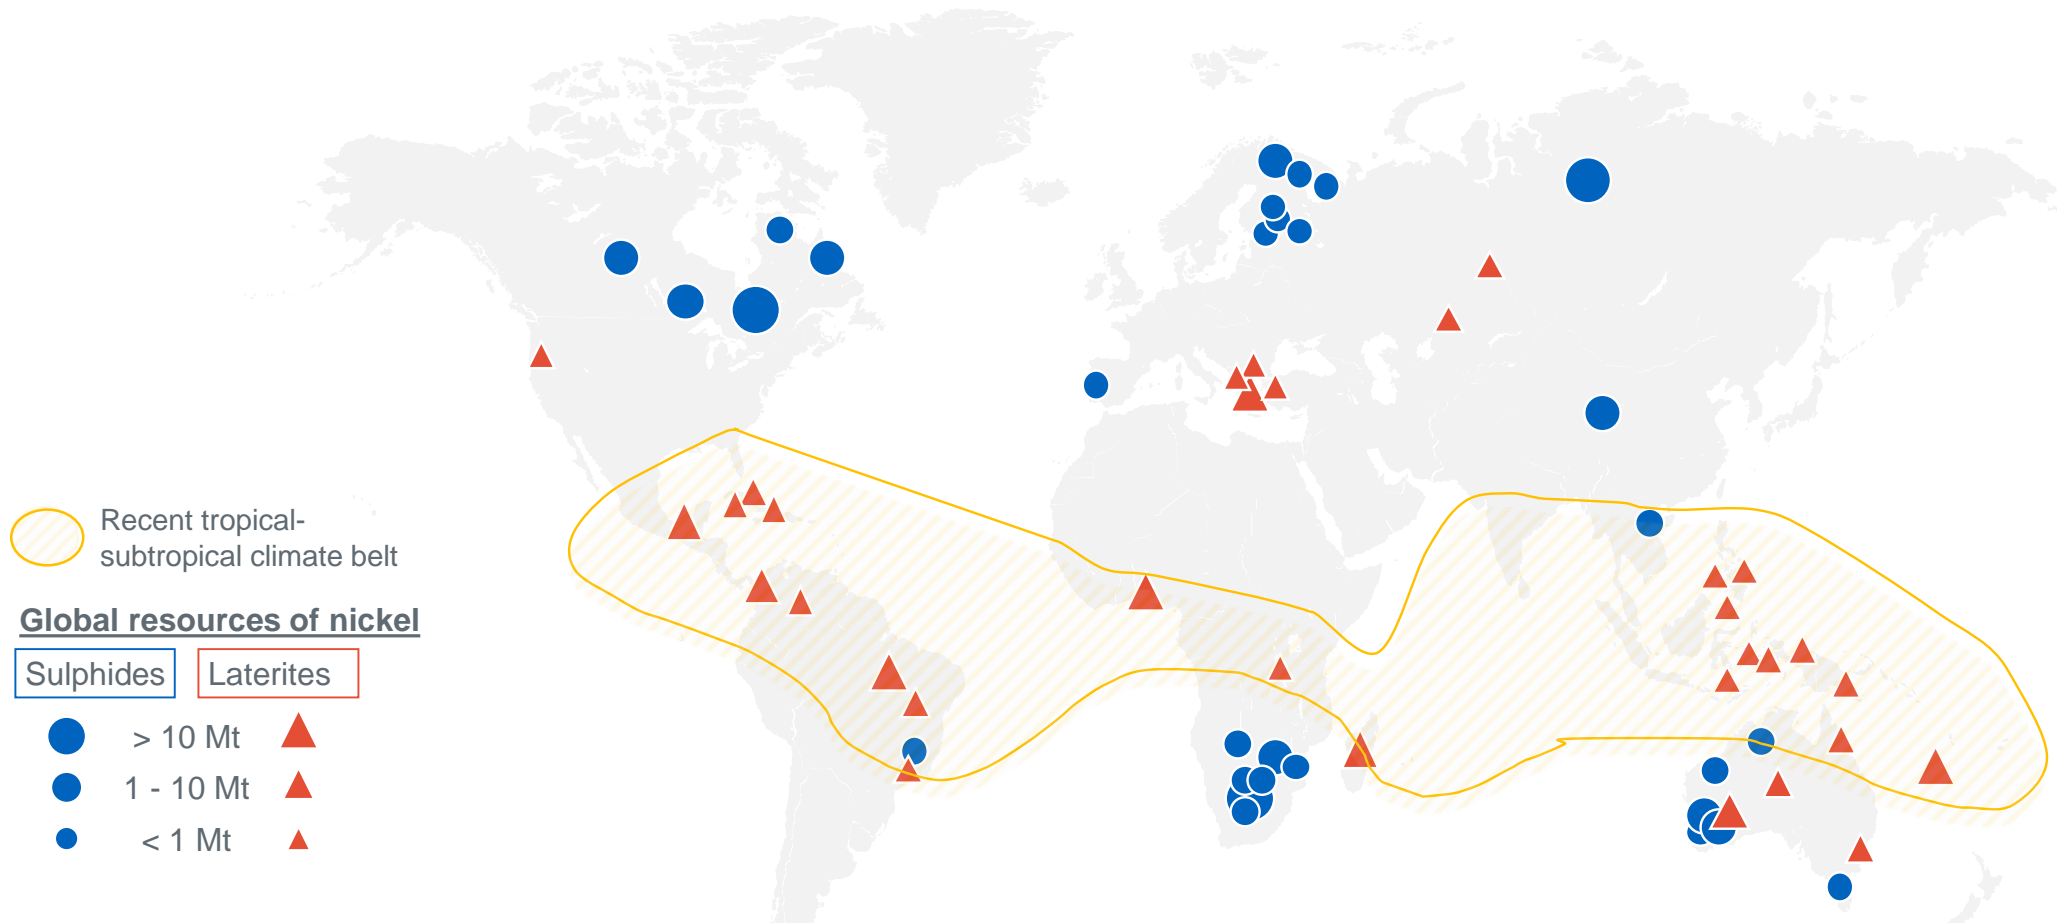 Recent tropical-
subtropical climate belt
Global resources of nickel
Sulphides Laterites
> 10 Mt
1 - 10 Mt
< 1 Mt